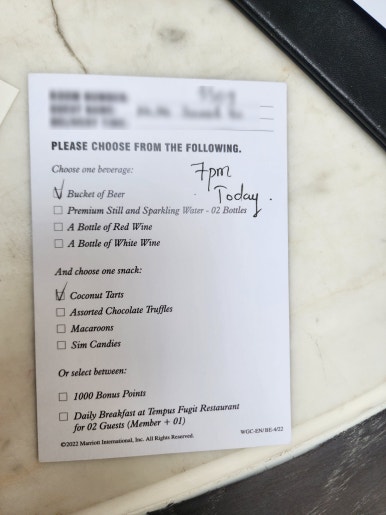 PLEASE CHOOSE FROM THE FOLLOWING.
Choose one beverage:
7pm
Today.
Bucket of Beer
Premium Still and Sparkling Water - 02 Bottles
A Bottle of Red Wine
A Bottle of White Wine
And choose one snack:
Coconut Tarts
Assorted Chocolate Truffles
Macaroons
Sim Candies
Or select between:
1000 Bonus Points
Daily Breakfast at Tempus Fugit Restaurant
for 02 Guests (Member + 01)
WGC-EN/BE-4/22
©2022 Marriott International, Inc. All Rights Reserved.